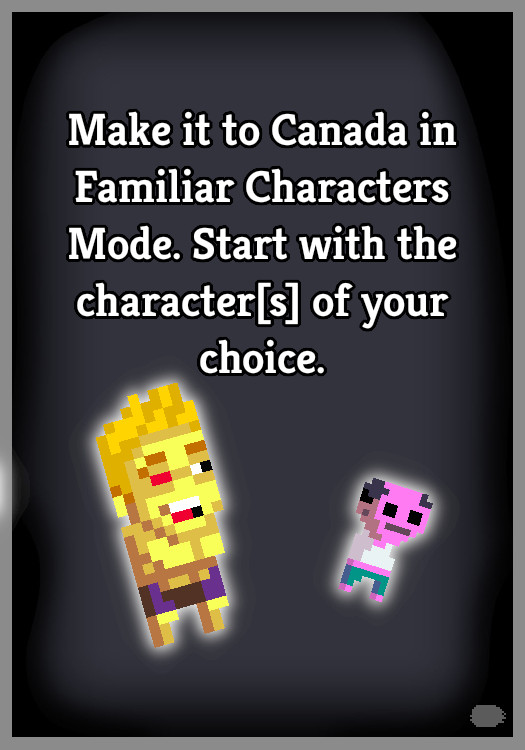 Make it to Canada in
Familiar Characters
Mode. Start with the
character[s] of your
choice.